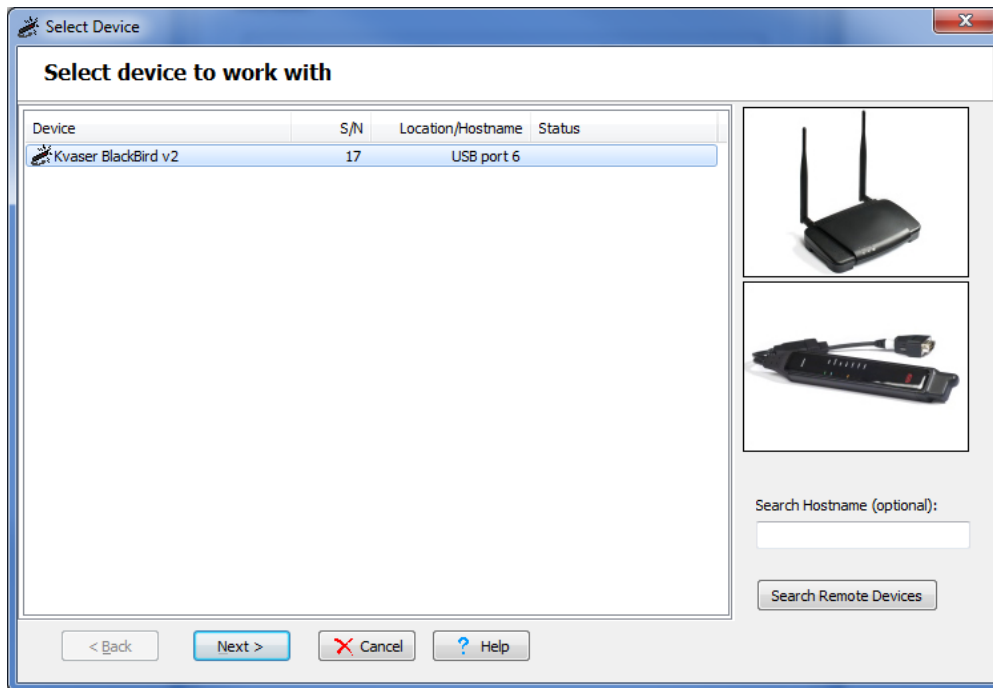 Select Device
Select device to work with
Device S/N Location/Hostname Status
Kvaser BlackBird v2 17 USB port 6
Search Hostname (optional):
Search Remote Devices
< Back Next > Cancel ? Help